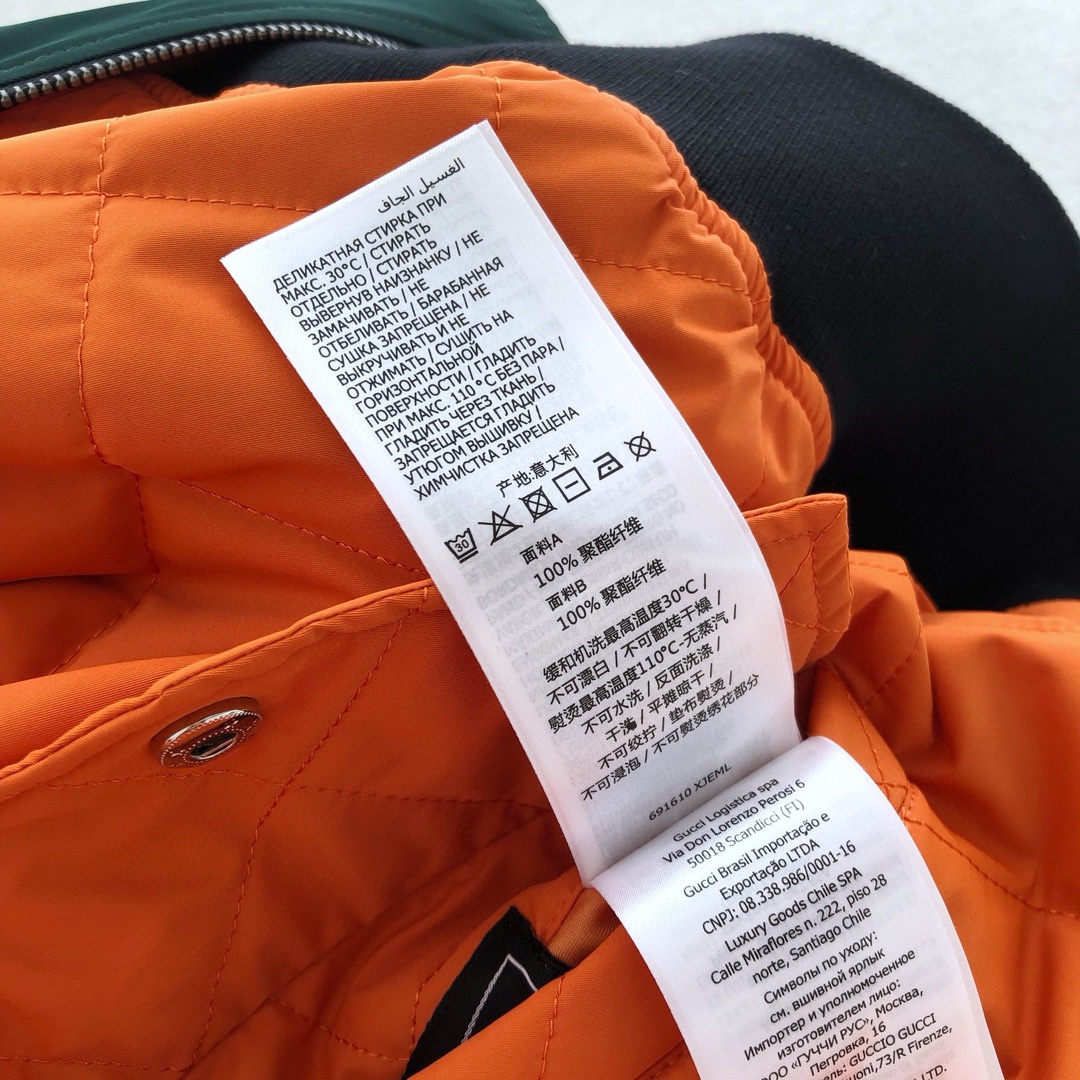 الغسيل الجاف
ДЕЛИКАТНАЯ СТИРКА ПРИ
МАКС. 30°C / СТИРАТЬ
ОТДЕЛЬНО / СТИРАТЬ
ВЫВЕРНУВ НАИЗНАНКУ / НЕ
ЗАМАЧИВАТЬ / НЕ
ОТБЕЛИВАТЬ / БАРАБАННАЯ
СУШКА ЗАПРЕЩЕНА / НЕ
ВЫКРУЧИВАТЬ И НЕ
ОТЖИМАТЬ / СУШИТЬ НА
ГОРИЗОНТАЛЬНОЙ
ПОВЕРХНОСТИ / ГЛАДИТЬ
ПРИ МАКС. 110°C БЕЗ ПАРА /
ГЛАДИТЬ ЧЕРЕЗ ТКАНЬ /
ЗАПРЕЩАЕТСЯ ГЛАДИТЬ
УТЮГОМ ВЫШИВКУ /
ХИМЧИСТКА ЗАПРЕЩЕНА
产地:意大利
30
面料A
100% 聚酯纤维
面料B
100% 聚酯纤维
缓和机洗最高温度30°C /
不可漂白 / 不可翻转干燥 /
熨烫最高温度110°C-无蒸汽 /
不可水洗 / 反面洗涤 /
平摊晾干 /
不可绞拧 / 垫布熨烫 /
不可浸泡 / 不可熨烫绣花部分
691610 XJEML
Gucci Logistica spa
Via Don Lorenzo Perosi 6
50018 Scandicci (FI)
Gucci Brasil Importação e
Exportação LTDA
CNPJ: 08.338.986/0001-16
Luxury Goods Chile SPA
Calle Miraflores n. 222, piso 28
norte, Santiago Chile
Символы по уходу:
см. вшивной ярлык
Импортер и уполномоченное
изготовителем лицо:
ООО «ГУЧЧИ РУС», Москва,
Петровка, 16
GUCCIO GUCCI
73/R Firenze,
LTD.